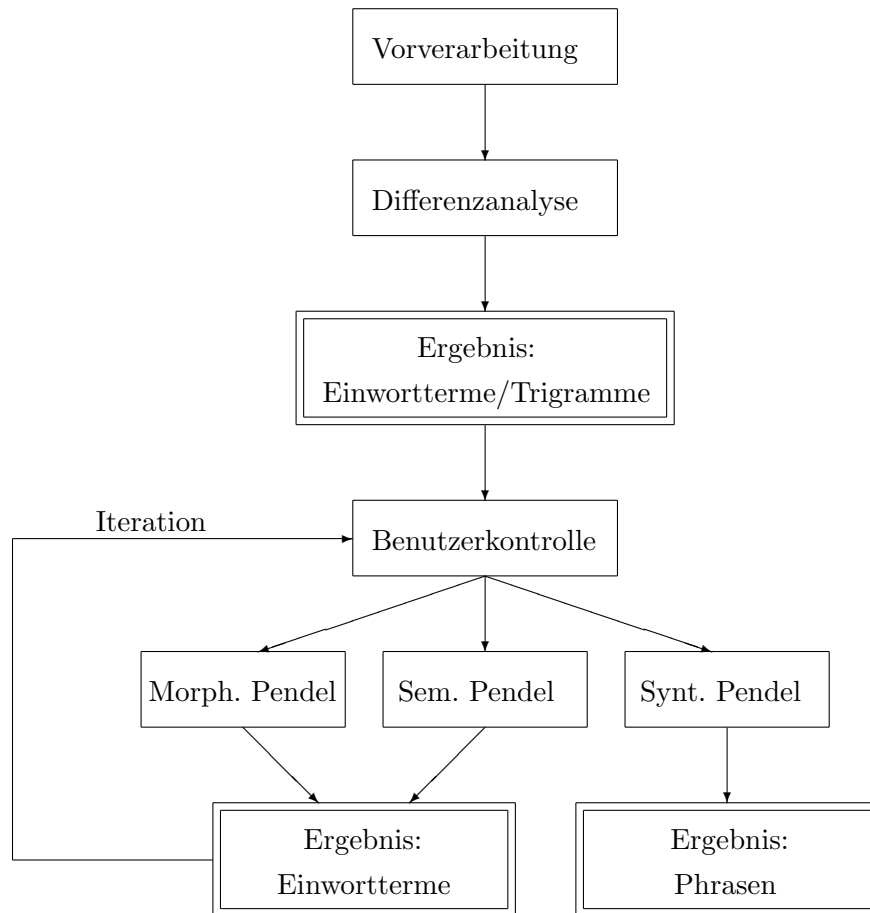 Vorverarbeitung
Differenzanalyse
Ergebnis:
Einwortterme/Trigramme
Iteration
Benutzerkontrolle
Morph. Pendel
Sem. Pendel
Synt. Pendel
Ergebnis:
Einwortterme
Ergebnis:
Phrasen